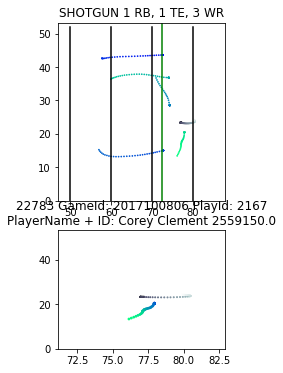 SHOTGUN 1 RB, 1 TE, 3 WR
50
40
30
20
10
0
50 60 70 80
22783 GameId: 2017100806 PlayId: 2167
PlayerName + ID: Corey Clement 2559150.0
40
20
0
72.5 75.0 77.5 80.0 82.5